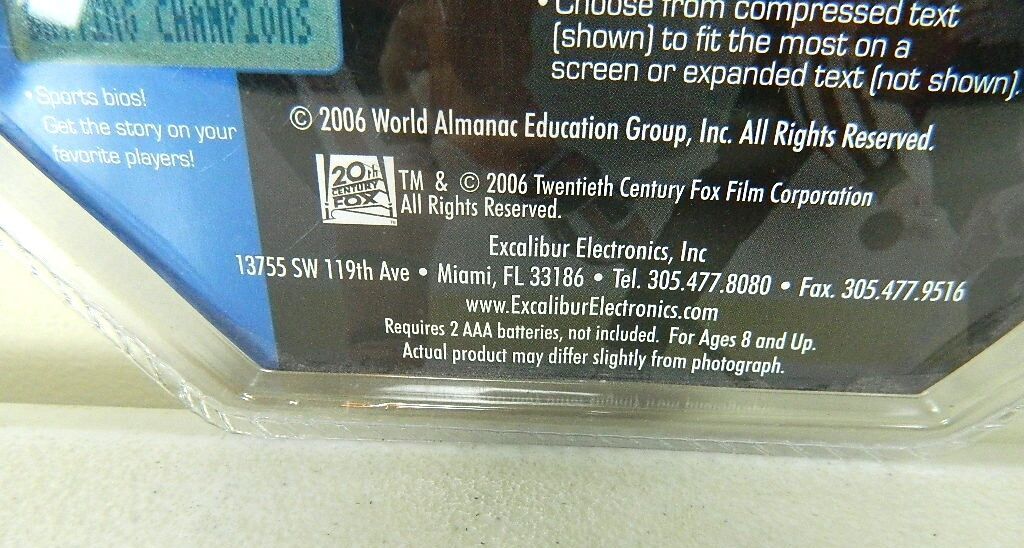 BATTING CHAMPIONS
• Choose from compressed text
(shown) to fit the most on a
screen or expanded text (not shown).
• Sports bios!
Get the story on your
favorite players!
© 2006 World Almanac Education Group, Inc. All Rights Reserved.
20th
CENTURY
FOX
TM & © 2006 Twentieth Century Fox Film Corporation
All Rights Reserved.
Excalibur Electronics, Inc
13755 SW 119th Ave • Miami, FL 33186 • Tel. 305.477.8080 • Fax. 305.477.9516
www.ExcaliburElectronics.com
Requires 2 AAA batteries, not included. For Ages 8 and Up.
Actual product may differ slightly from photograph.